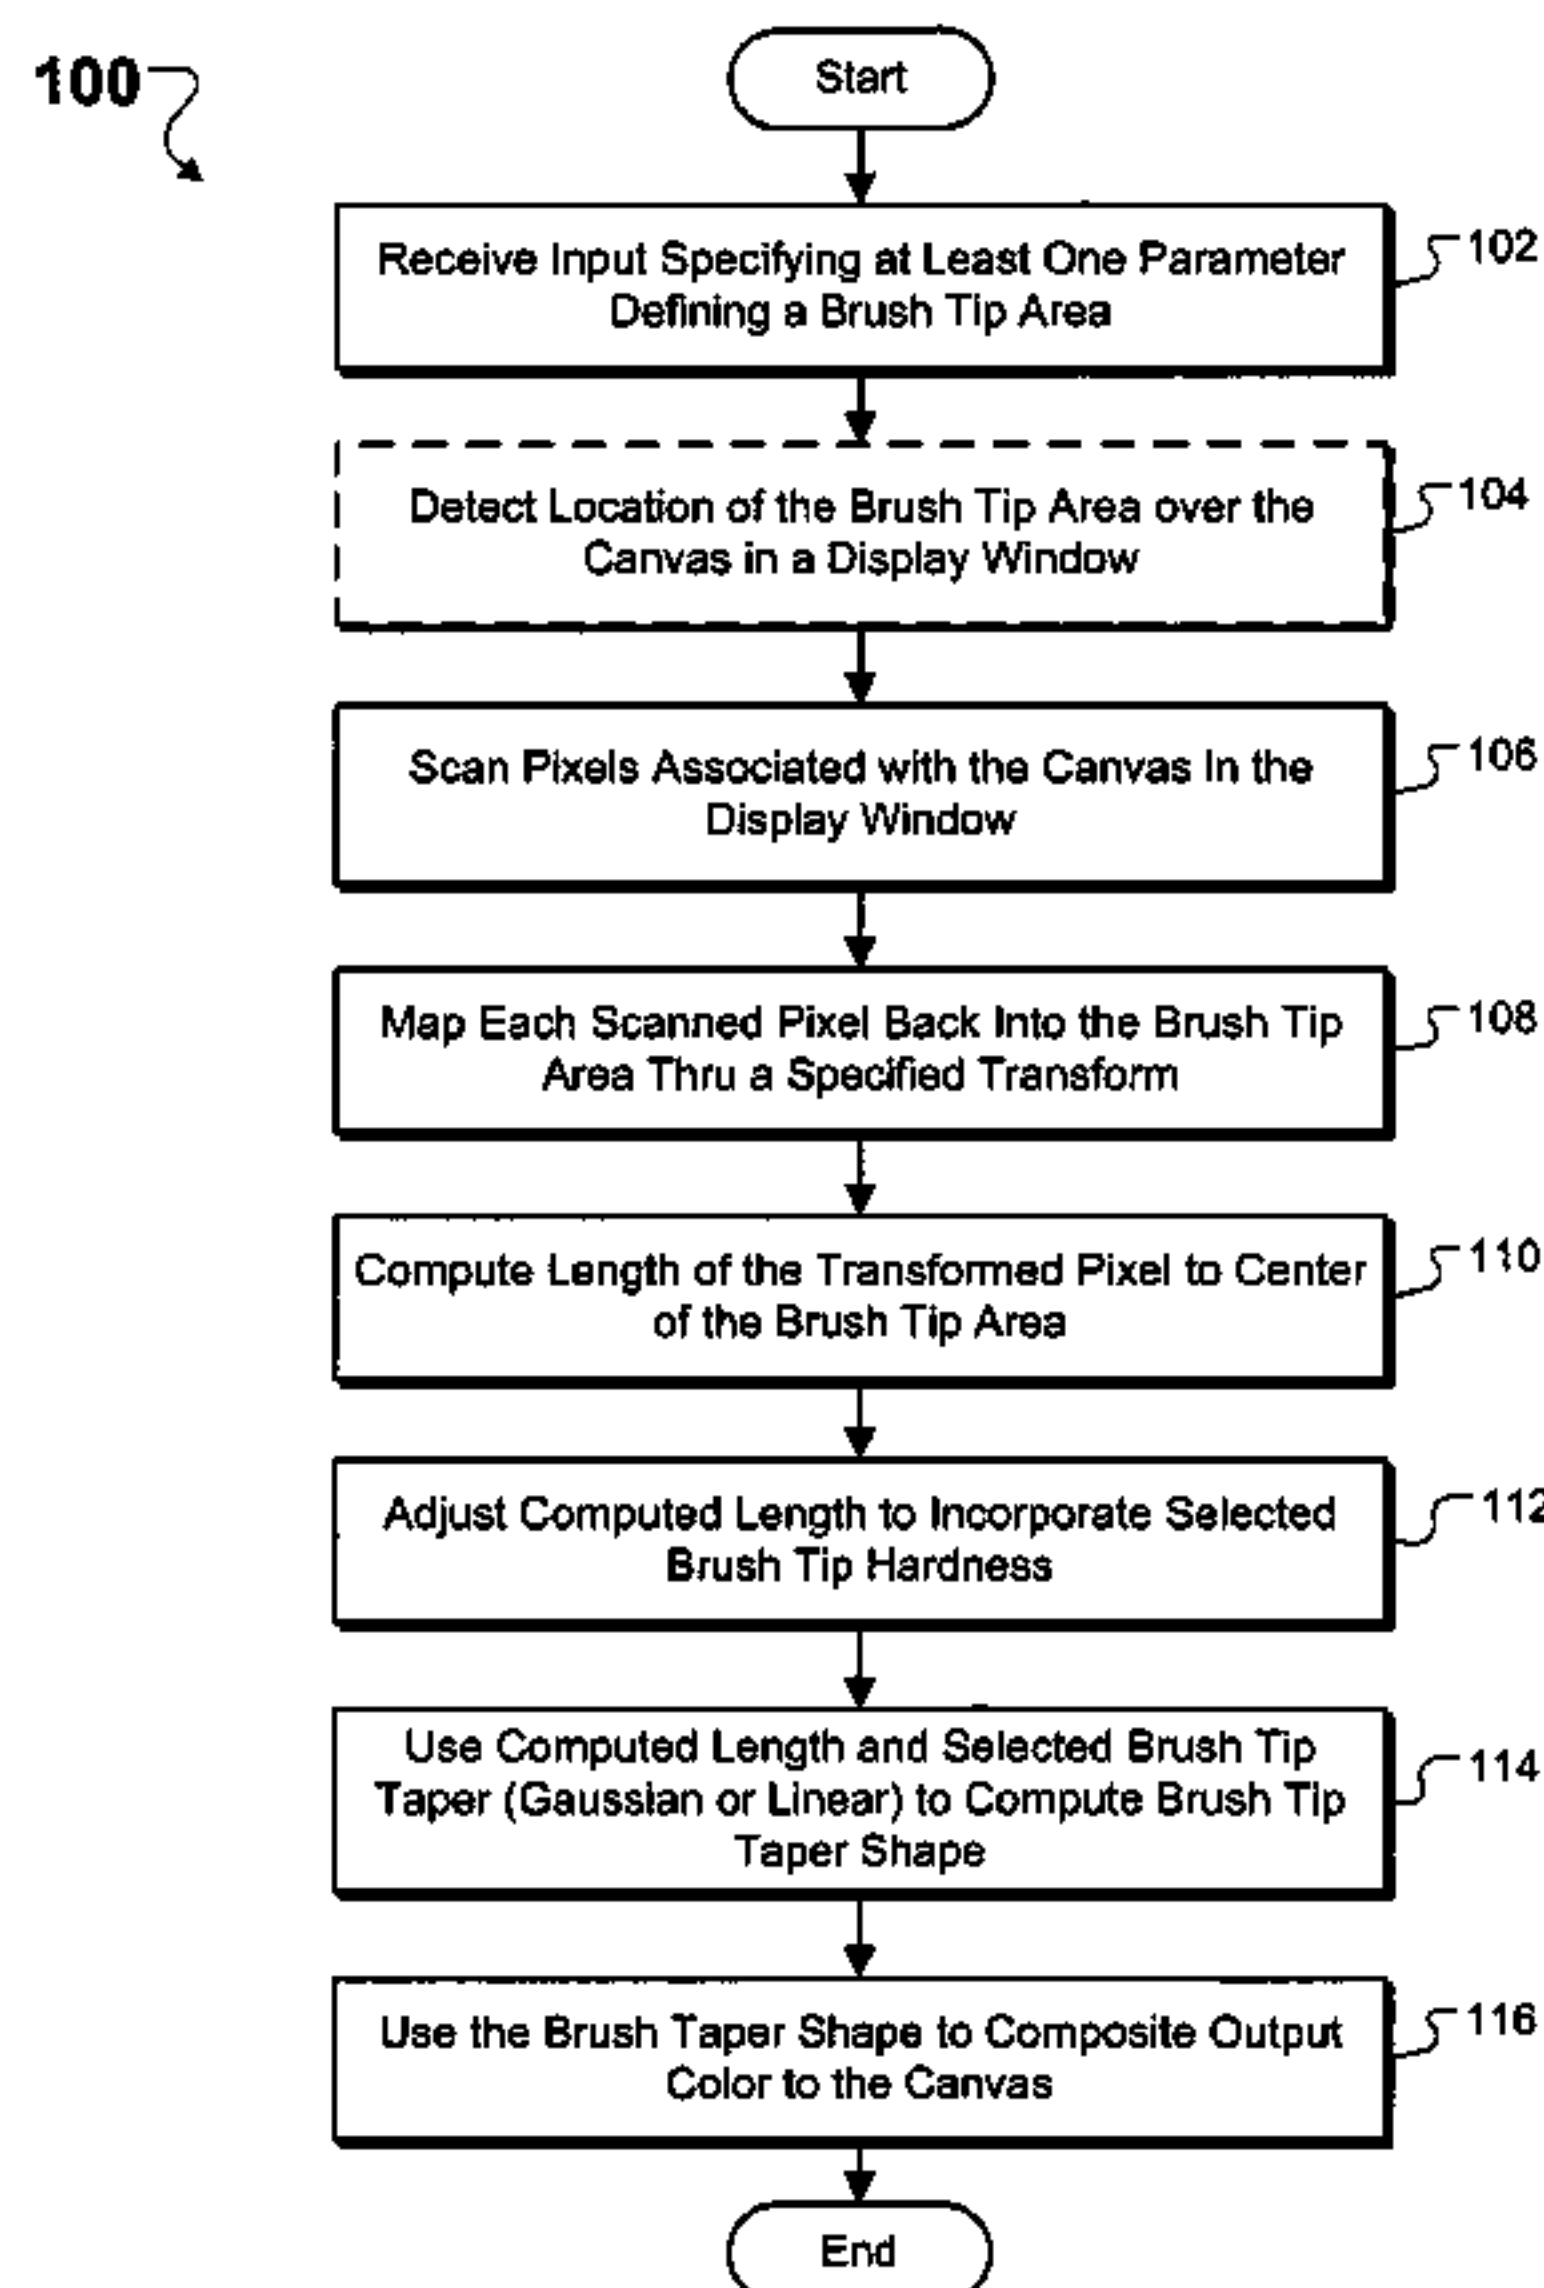 100
Start
Receive Input Specifying at Least One Parameter
Defining a Brush Tip Area
102
Detect Location of the Brush Tip Area over the
Canvas in a Display Window
104
Scan Pixels Associated with the Canvas In the
Display Window
106
Map Each Scanned Pixel Back Into the Brush Tip
Area Thru a Specified Transform
108
Compute Length of the Transformed Pixel to Center
of the Brush Tip Area
110
Adjust Computed Length to Incorporate Selected
Brush Tip Hardness
112
Use Computed Length and Selected Brush Tip
Taper (Gaussian or Linear) to Compute Brush Tip
Taper Shape
114
Use the Brush Taper Shape to Composite Output
Color to the Canvas
116
End